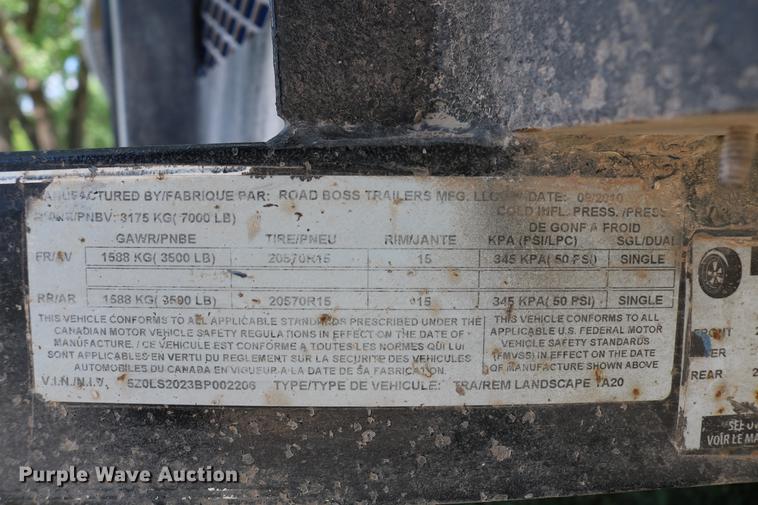 MANUFACTURED BY/FABRIQUE PAR: ROAD BOSS TRAILERS MFG. LLC DATE: 09/2010
3175 KG( 7000 LB) COLD INFL. PRESS. /PRESS
DE GONF A FROID
GAWR/PNBE TIRE/PNEU RIM/JANTE KPA (PSI/LPC) SGL/DUAL
FR/AV 1588 KG( 3500 LB) 20570R15 15 345 KPA( 50 PSI) SINGLE
RR/AR 1588 KG( 3500 LB) 20570R15 15 345 KPA( 50 PSI) SINGLE
THIS VEHICLE CONFORMS TO ALL APPLICABLE STANDARDS PRESCRIBED UNDER THE
CANADIAN MOTOR VEHICLE SAFETY REGULATIONS IN EFFECT ON THE DATE OF
MANUFACTURE. / CE VEHICULE EST CONFORME A TOUTES LES NORMES QUI LUI
SONT APPLICABLES EN VERTU DU REGLEMENT SUR LA SECURITE DES VEHICULES
AUTOMOBILES DU CANADA EN VIGUEUR A LA DATE DE SA FABRICATION.
THIS VEHICLE CONFORMS TO ALL
APPLICABLE U.S. FEDERAL MOTOR
VEHICLE SAFETY STANDARDS
(FMVSS) IN EFFECT ON THE DATE
OF MANUFACTURE SHOWN ABOVE
V.I.N./N.I.V. 5Z0LS2023BP002206 TYPE/TYPE DE VEHICULE: TRA/REM LANDSCAPE TA20
FRONT 2
REAR 2
VOIR LE MA
Purple Wave Auction